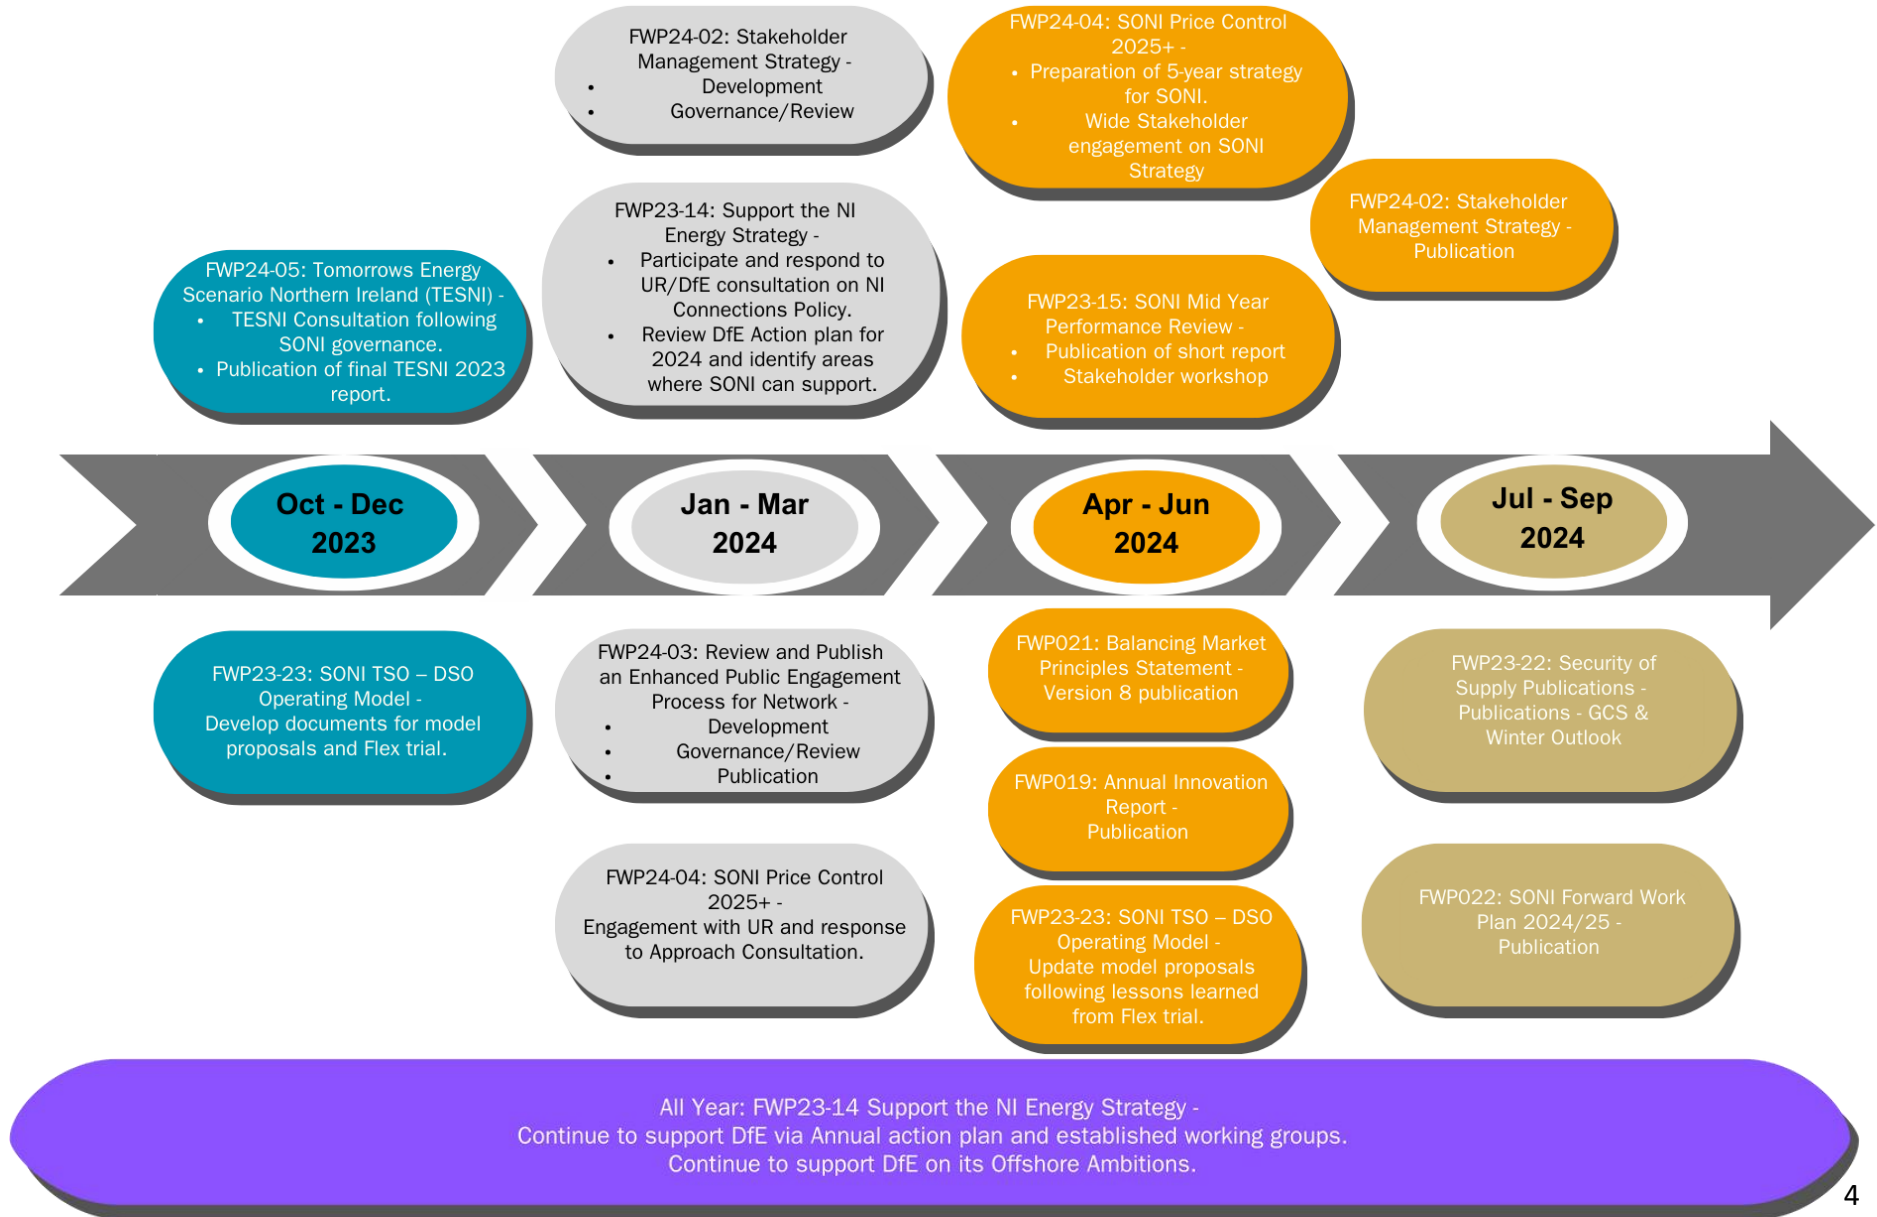 FWP24-02: Stakeholder
Management Strategy -
• Development
• Governance/Review
FWP24-04: SONI Price Control
2025+ -
• Preparation of 5-year strategy
for SONI.
• Wide Stakeholder
engagement on SONI
Strategy
FWP24-02: Stakeholder
Management Strategy -
Publication
FWP23-14: Support the NI
Energy Strategy -
• Participate and respond to
UR/DfE consultation on NI
Connections Policy.
• Review DfE Action plan for
2024 and identify areas
where SONI can support.
FWP24-05: Tomorrows Energy
Scenario Northern Ireland (TESNI) -
• TESNI Consultation following
SONI governance.
• Publication of final TESNI 2023
report.
FWP23-15: SONI Mid Year
Performance Review -
• Publication of short report
• Stakeholder workshop
Oct - Dec
2023
Jan - Mar
2024
Apr - Jun
2024
Jul - Sep
2024
FWP23-23: SONI TSO – DSO
Operating Model -
Develop documents for model
proposals and Flex trial.
FWP24-03: Review and Publish
an Enhanced Public Engagement
Process for Network -
• Development
• Governance/Review
• Publication
FWP24-04: SONI Price Control
2025+ -
Engagement with UR and response
to Approach Consultation.
FWP021: Balancing Market
Principles Statement -
Version 8 publication
FWP019: Annual Innovation
Report -
Publication
FWP23-23: SONI TSO – DSO
Operating Model -
Update model proposals
following lessons learned
from Flex trial.
FWP23-22: Security of
Supply Publications -
Publications - GCS &
Winter Outlook
FWP022: SONI Forward Work
Plan 2024/25 -
Publication
All Year: FWP23-14 Support the NI Energy Strategy -
Continue to support DfE via Annual action plan and established working groups.
Continue to support DfE on its Offshore Ambitions.
4